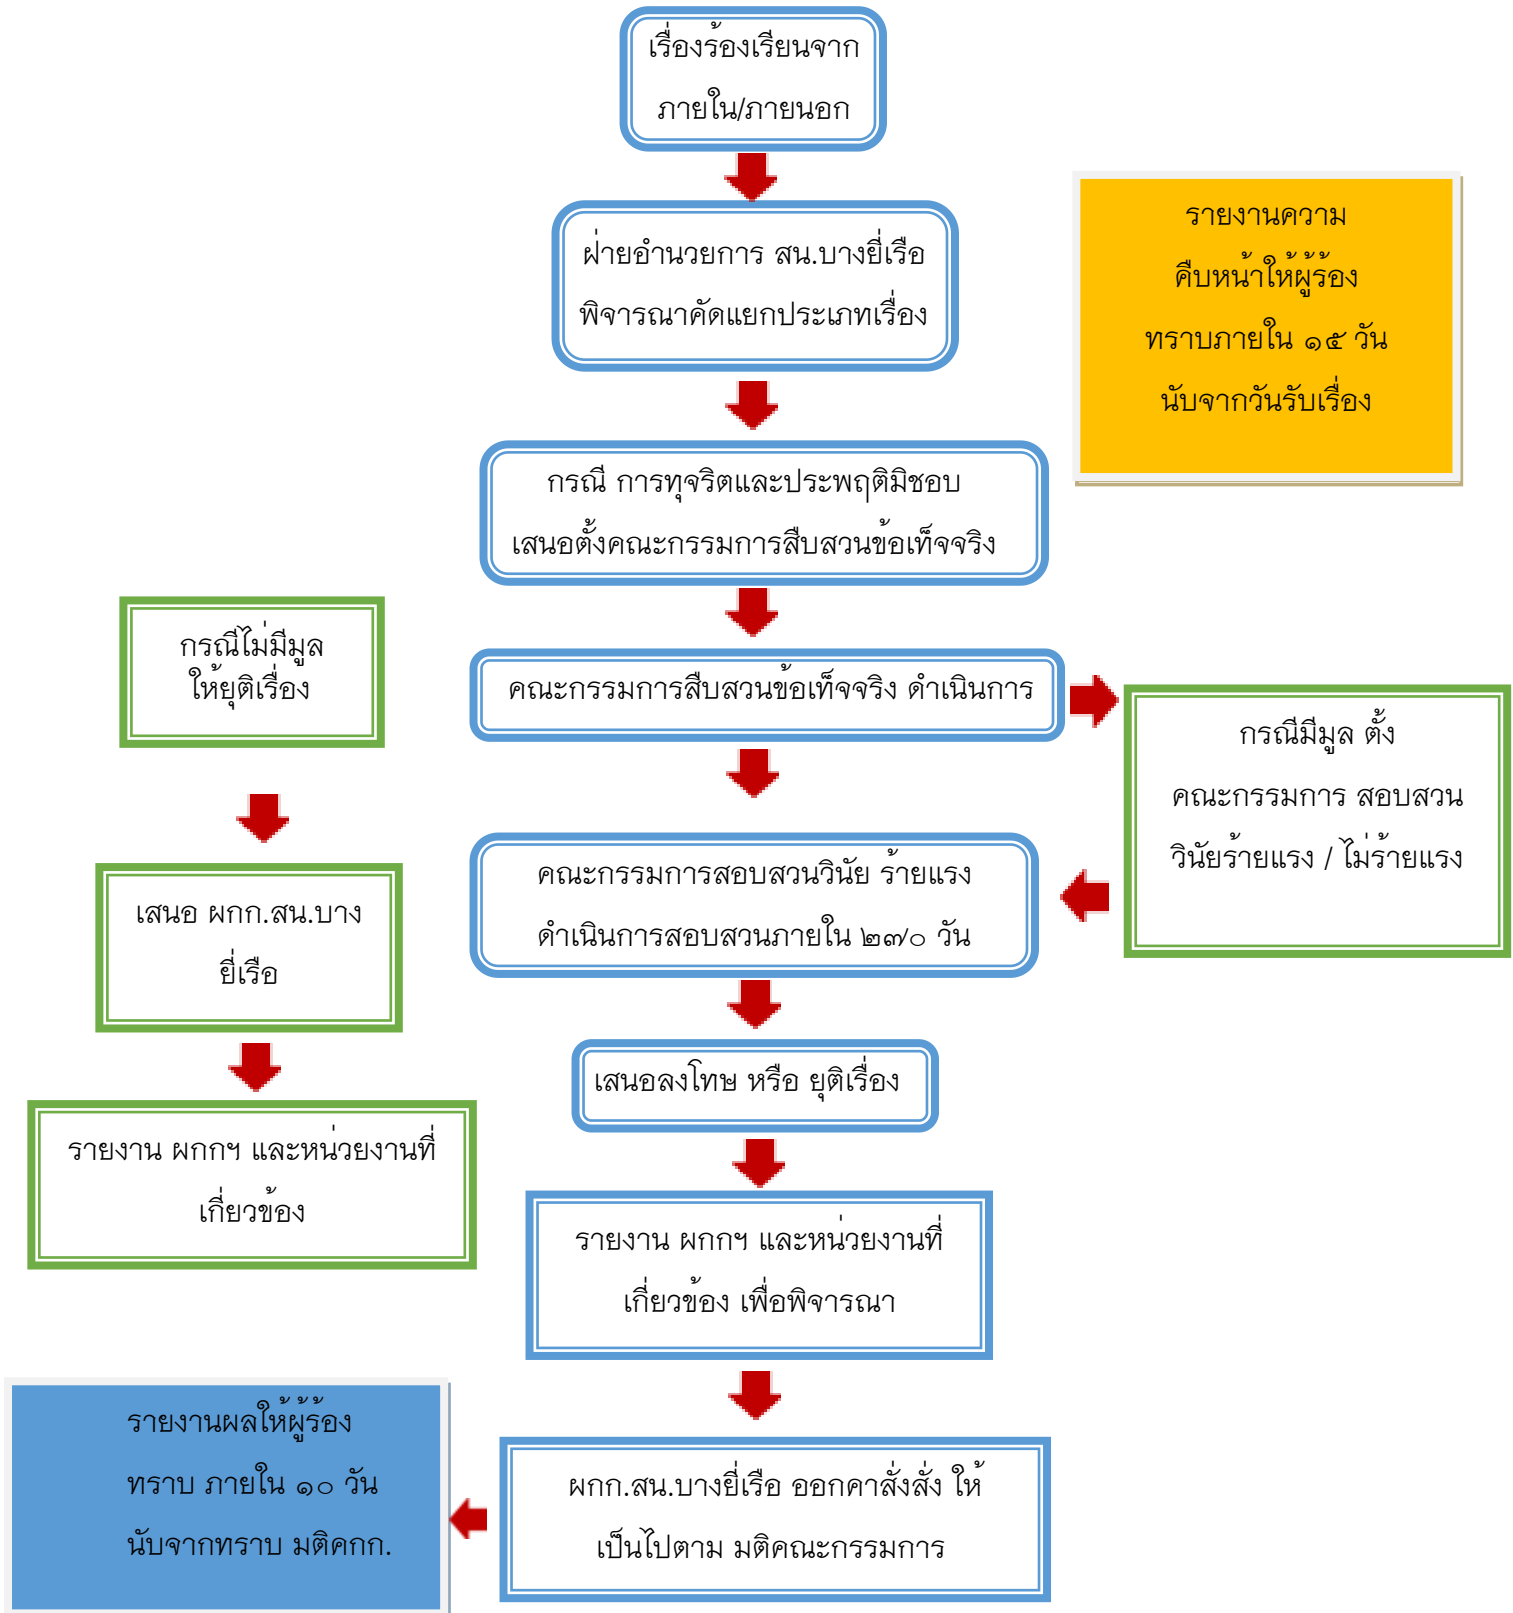 เรื่องร้องเรียนจาก
ภายใน/ภายนอก
ฝ่ายอำนวยการ สน.บางยี่เรือ
พิจารณาคัดแยกประเภทเรื่อง
รายงานความ
คืบหน้าให้ผู้ร้อง
ทราบภายใน ๑๕ วัน
นับจากวันรับเรื่อง
กรณี การทุจริตและประพฤติมิชอบ
เสนอตั้งคณะกรรมการสืบสวนข้อเท็จจริง
กรณีไม่มีมูล
ให้ยุติเรื่อง
คณะกรรมการสืบสวนข้อเท็จจริง ดำเนินการ
กรณีมีมูล ตั้ง
คณะกรรมการ สอบสวน
วินัยร้ายแรง / ไม่ร้ายแรง
เสนอ ผกก.สน.บาง
ยี่เรือ
คณะกรรมการสอบสวนวินัย ร้ายแรง
ดำเนินการสอบสวนภายใน ๒๗๐ วัน
เสนอลงโทษ หรือ ยุติเรื่อง
รายงาน ผกกฯ และหน่วยงานที่
เกี่ยวข้อง
รายงาน ผกกฯ และหน่วยงานที่
เกี่ยวข้อง เพื่อพิจารณา
รายงานผลให้ผู้ร้อง
ทราบ ภายใน ๑๐ วัน
นับจากทราบ มติคกก.
ผกก.สน.บางยี่เรือ ออกคาสั่งสั่ง ให้
เป็นไปตาม มติคณะกรรมการ